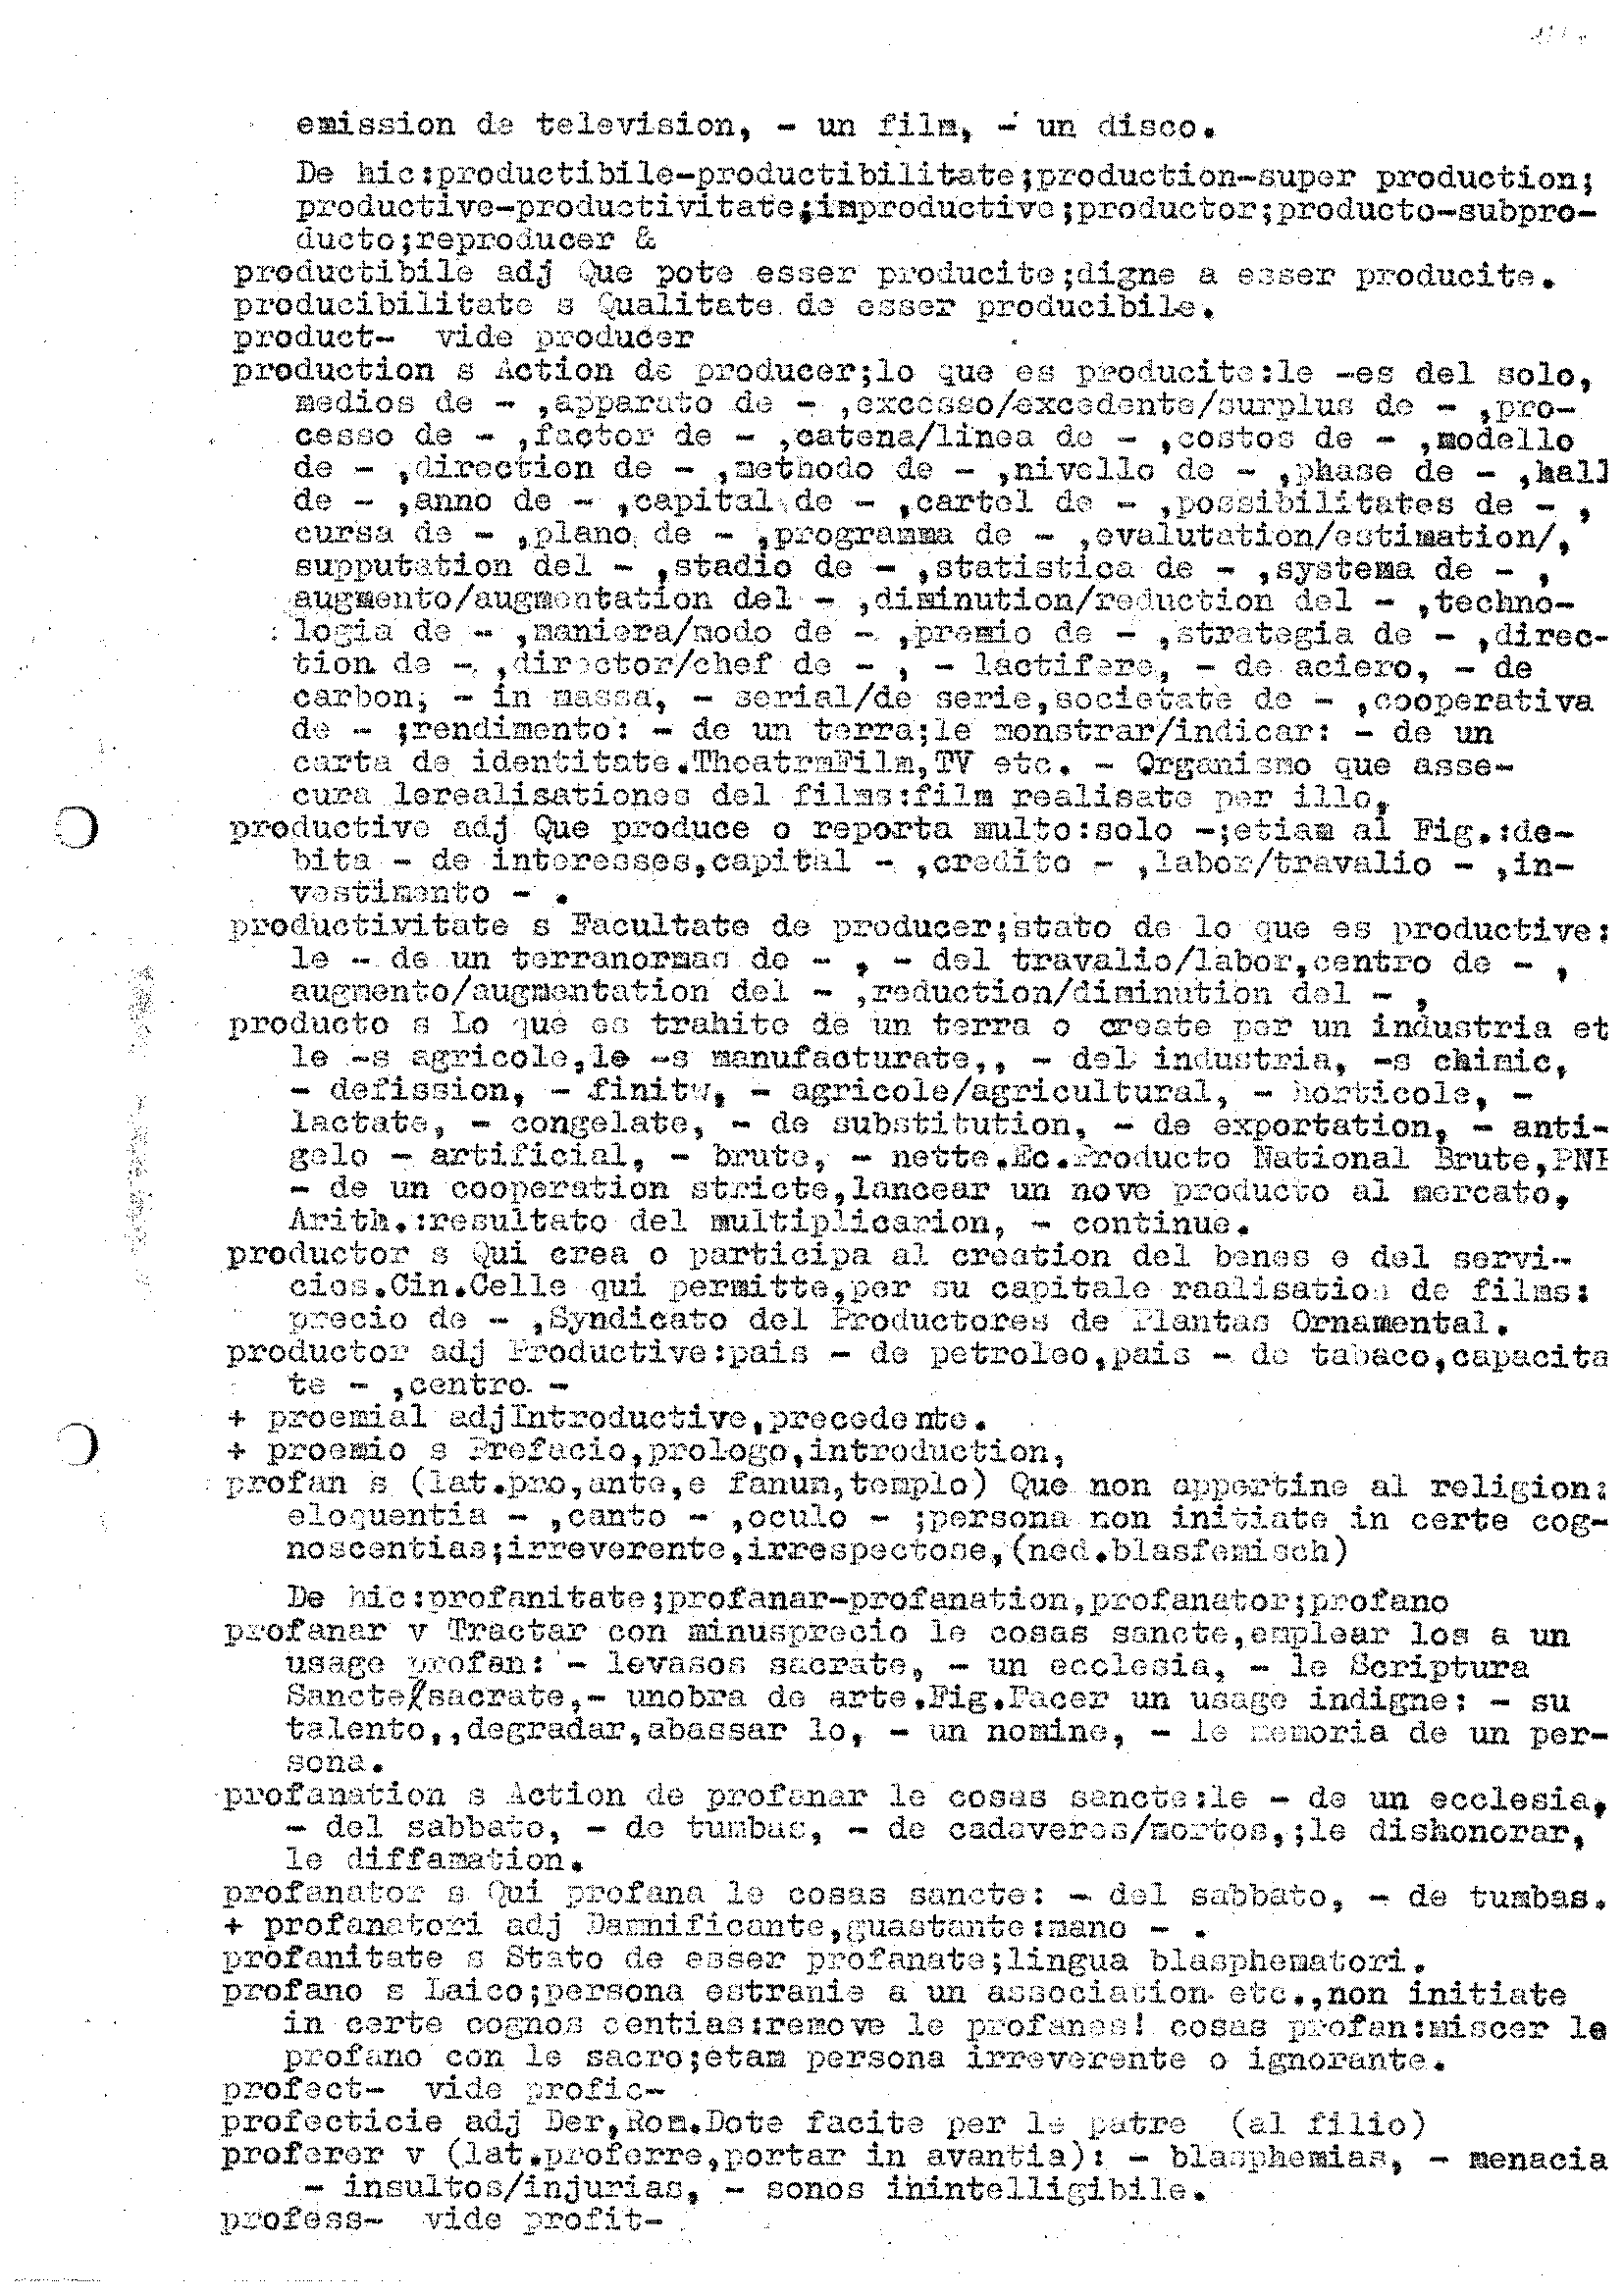 emission de television, - un film, - un disco.
De hic:productibile-productibilitate;production-super production;
productive-productivitate;improductive;productor;producto-subpro-
ducto;reproducer &
productibile adj Que pote esser producite;digne a esser producite.
producibilitate s Qualitate de esser producibile.
product- vide producer
production s Action de producer;lo que es producite:le -es del solo,
medios de - ,apparato de - ,excesso/excedente/surplus de - ,pro-
cesso de - ,factor de - ,catena/linea de - ,costos de - ,modello
de - ,direction de - ,methodo de - ,nivello de - ,phase de - ,hall
de - ,anno de - ,capital de - ,cartel de - ,possibilitates de - ,
cursa de - ,plano de - ,programma de - ,evalutation/estimation/,
supputation del - ,stadio de - ,statistica de - ,systema de - ,
augmento/augmentation del - ,diminution/reduction del - ,techno-
logia de - ,maniera/modo de - ,premio de - ,strategia de - ,direc-
tion de - ,director/chef de - , - lactifere, - de aciero, - de
carbon, - in massa, - serial/de serie,societate de - ,cooperativa
de - ;rendimento: - de un terra;le monstrar/indicar: - de un
carta de identitate.TheatrmFilm,TV etc. - Organismo que asse-
cura lerealisationes del films:film realisate per illo,
productive adj Que produce o reporta multo:solo -;etiam al Fig.:de-
bita - de interesses,capital - ,credito - ,labor/travalio - ,in-
vestimento - .
productivitate s Facultate de producer;stato de lo que es productive:
le - de un terranormas de - , - del travalio/labor,centro de - ,
augmento/augmentation del - ,reduction/diminution del - ,
producto s Lo que es trahite de un terra o create per un industria et
le -s agricole,le -s manufacturate,, - del industria, -s chimic,
- defission, - finitw, - agricole/agricultural, - horticole, -
lactate, - congelate, - de substitution, - de exportation, - anti-
gelo - artificial, - brute, - nette.Ec.Producto National Brute,PNB
- de un cooperation stricte,lancear un nove producto al mercato,
Arith.:resultato del multiplicarion, - continue.
productor s Qui crea o participa al creation del benes e del servi-
cios.Cin.Celle qui permitte,per su capitale raalisation de films:
precio de - ,Syndicato del Productores de Plantas Ornamental.
productor adj Productive:pais - de petroleo,pais - de tabaco,capacita
te - ,centro -
+ proemial adjIntroductive,precedente.
+ proemio s Prefacio,prologo,introduction,
profan s (lat.pro,ante,e fanum,templo) Que non appertine al religion:
eloquentia - ,canto - ,oculo - ;persona non initiate in certe cog-
noscentias;irreverente,irrespectose,(ned.blasfemisch)
De hic:profanitate;profanar-profanation,profanator;profano
profanar v Tractar con minusprecio le cosas sancte,emplear los a un
usage profan: - levasos sacrate, - un ecclesia, - le Scriptura
Sancte/sacrate,- unobra de arte.Fig.Facer un usage indigne: - su
talento,,degradar,abassar lo, - un nomine, - le memoria de un per-
sona.
profanation s Action de profanar le cosas sancte:le - de un ecclesia,
- del sabbato, - de tumbas, - de cadaveres/mortos,;le dishonorar,
le diffamation.
profanator s Qui profana le cosas sancte: - del sabbato, - de tumbas.
+ profanatori adj Damnificante,guastante:mano - .
profanitate s Stato de esser profanate;lingua blasphematori.
profano s Laico;persona estranie a un association etc.,non initiate
in certe cognos centias:remove le profanes! cosas profan:miscer le
profano con le sacro;etam persona irreverente o ignorante.
profect- vide profic-
profecticie adj Der,Rom.Dote facite per le patre (al filio)
proferer v (lat.proferre,portar in avantia): - blasphemias, - menacia
- insultos/injurias, - sonos inintelligibile.
profess- vide profit-